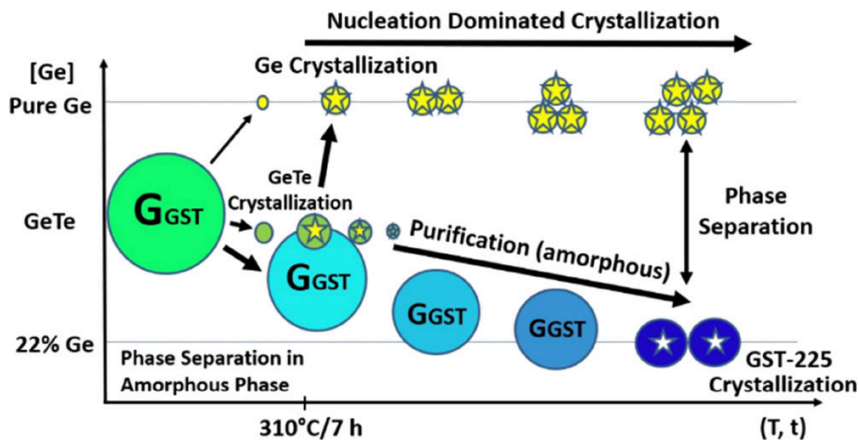 Nucleation Dominated Crystallization
[Ge]
Ge Crystallization
Pure Ge
GeTe
Crystallization
GGST
GeTe
GGST
Purification (amorphous)
Phase
Separation
GGST
GGST
22% Ge
Phase Separation in
Amorphous Phase
GST-225
Crystallization
310°C/7 h
(T, t)